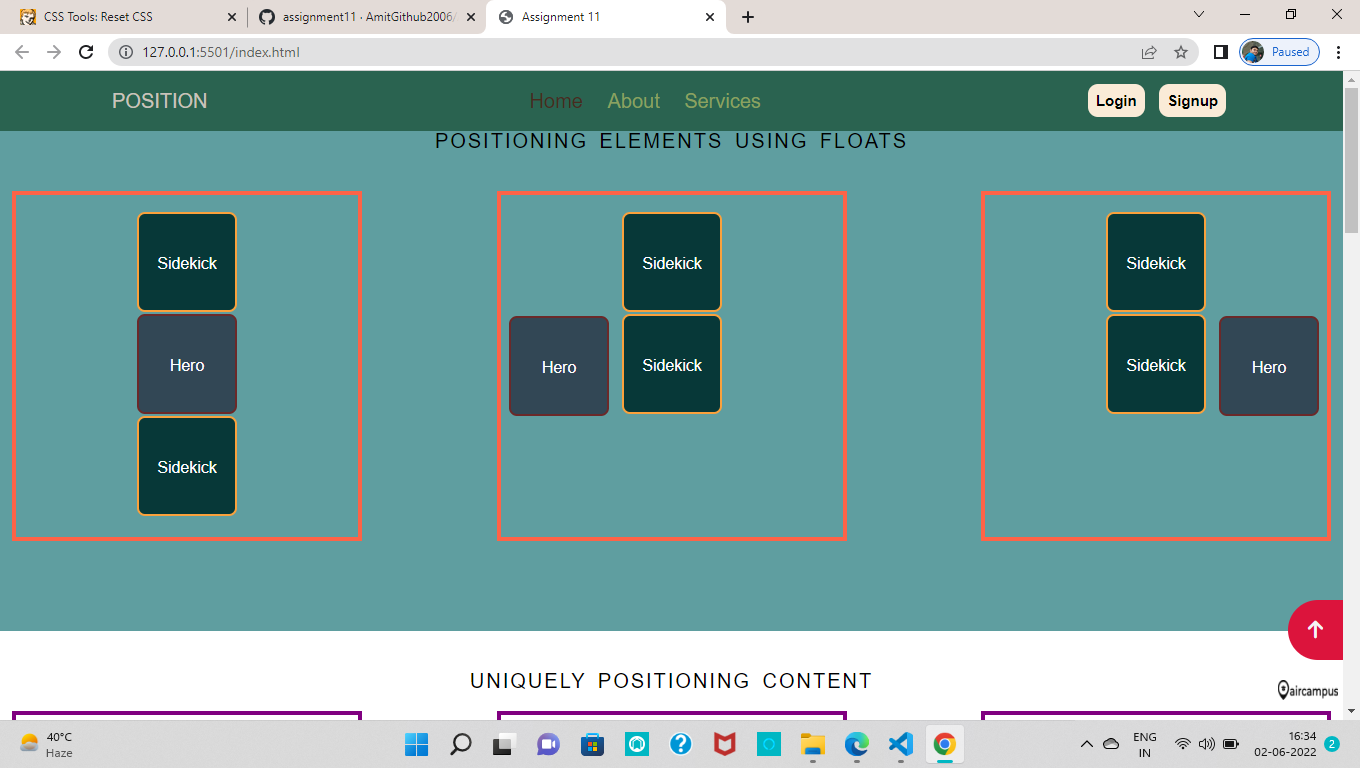 CSS Tools: Reset CSS
assignment11 · AmitGithub2006/
Assignment 11
127.0.0.1:5501/index.html
Paused
POSITION
Home About Services
Login Signup
POSITIONING ELEMENTS USING FLOATS
Sidekick Sidekick Sidekick
Hero Hero Sidekick Sidekick Hero
Sidekick
UNIQUELY POSITIONING CONTENT
aircampus
40°C
Haze
ENG
IN
16:34
02-06-2022
2